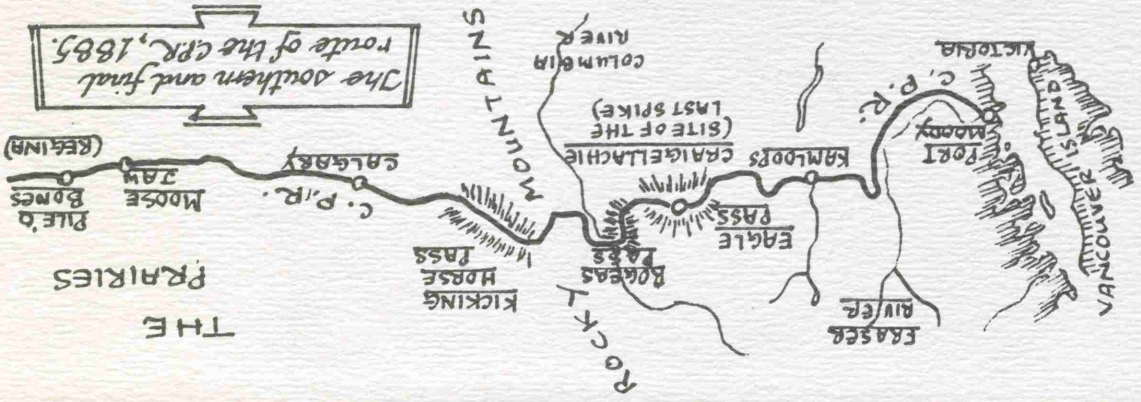 ROCKY
MOUNTAINS
THE
PRAIRIES
FRASER
RIVER
VANCOUVER ISLAND
VICTORIA
PORT
MOODY
C.P.R.
KAMLOOPS
EAGLE
PASS
CRAIGELLACHIE
(SITE OF THE
LAST SPIKE)
ROGERS
PASS
COLUMBIA
RIVER
KICKING
HORSE
PASS
CALGARY
C.P.R.
MOOSE
JAW
PILE O'
BONES
(REGINA)
The southern and final
route of the CPR, 1885.